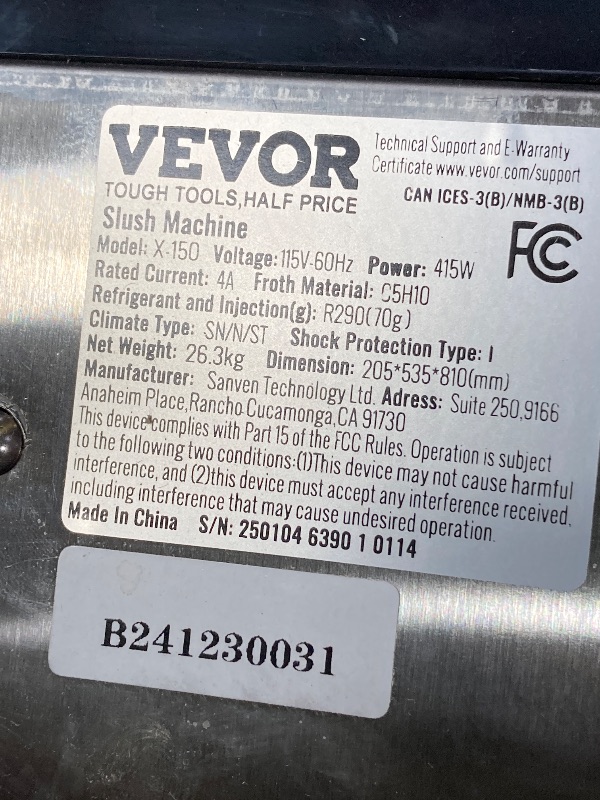 VEVOR
TOUGH TOOLS,HALF PRICE
Technical Support and E-Warranty
Certificate www.vevor.com/support
CAN ICES-3(B)/NMB-3(B)
FC
Slush Machine
Model: X-150 Voltage:115V-60Hz Power: 415W
Rated Current: 4A Froth Material: C5H10
Refrigerant and Injection(g): R290(70g)
Climate Type: SN/N/ST Shock Protection Type: I
Net Weight: 26.3kg Dimension: 205*535*810(mm)
Manufacturer: Sanven Technology Ltd. Adress: Suite 250,9166
Anaheim Place,Rancho Cucamonga,CA 91730
This device complies with Part 15 of the FCC Rules. Operation is subject
to the following two conditions:(1)This device may not cause harmful
interference, and (2)this device must accept any interference received,
including interference that may cause undesired operation.
Made In China S/N: 250104 6390 1 0114
B241230031